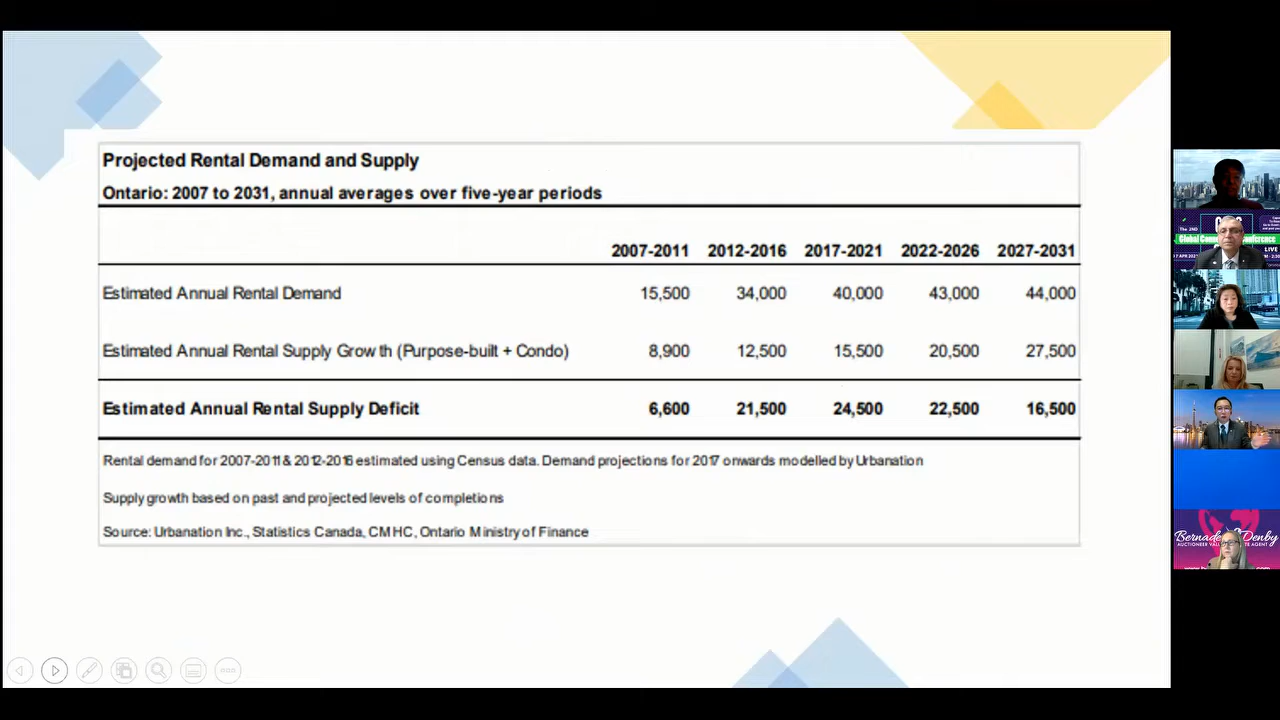 Projected Rental Demand and Supply
Ontario: 2007 to 2031, annual averages over five-year periods
2007-2011 2012-2016 2017-2021 2022-2026 2027-2031
Estimated Annual Rental Demand 15,500 34,000 40,000 43,000 44,000
Estimated Annual Rental Supply Growth (Purpose-built + Condo) 8,900 12,500 15,500 20,500 27,500
Estimated Annual Rental Supply Deficit 6,600 21,500 24,500 22,500 16,500
Rental demand for 2007-2011 & 2012-2016 estimated using Census data. Demand projections for 2017 onwards modelled by Urbanation
Supply growth based on past and projected levels of completions
Source: Urbanation Inc., Statistics Canada, CMHC, Ontario Ministry of Finance
The 2ND
Global
LIVE
Denby